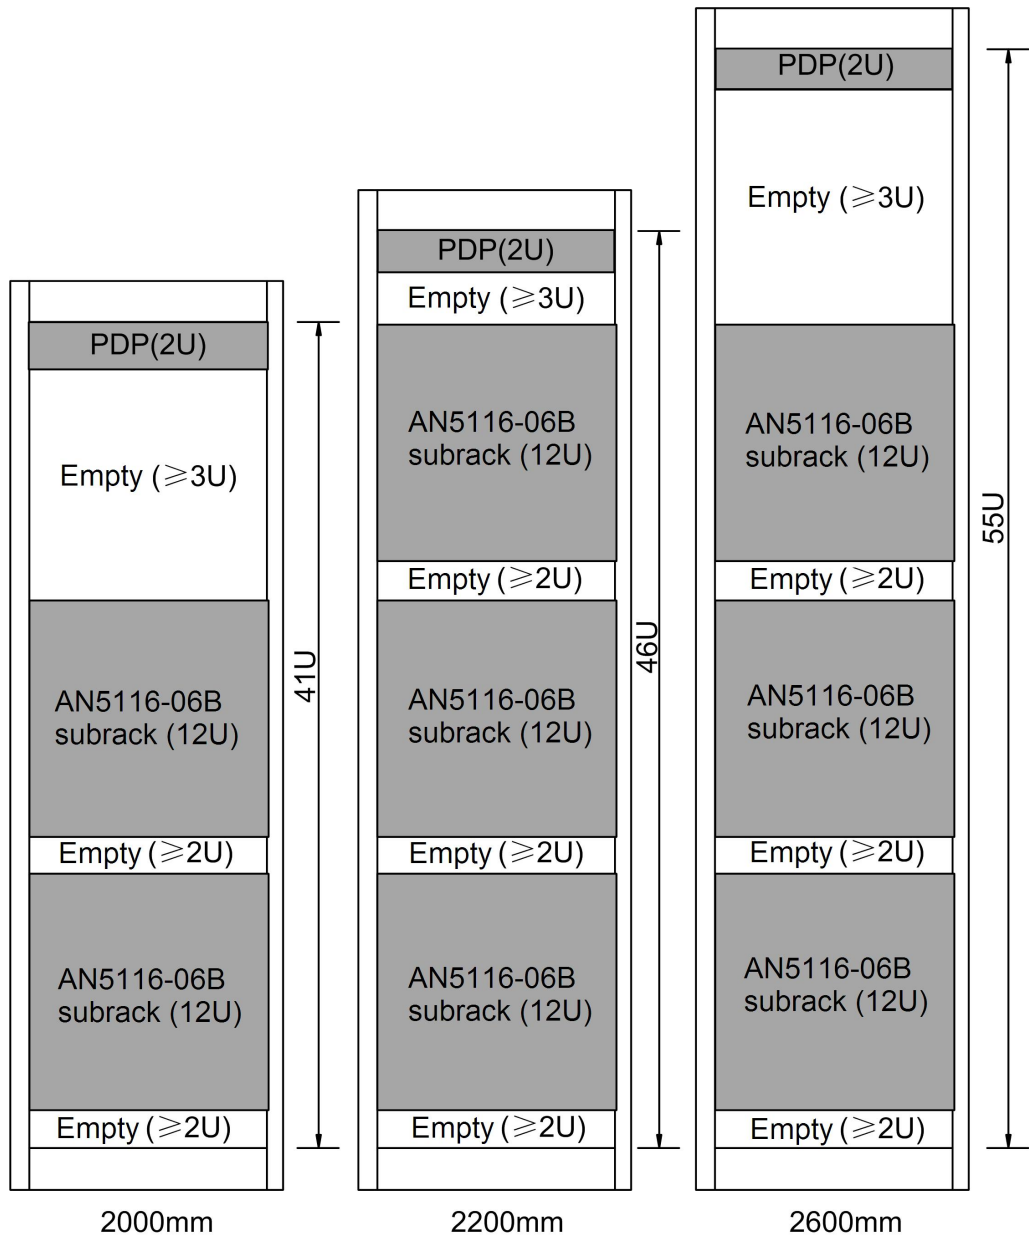 PDP(2U)
Empty (≥3U)
AN5116-06B
subrack (12U)
Empty (≥2U)
AN5116-06B
subrack (12U)
Empty (≥2U)
41U
2000mm
PDP(2U)
Empty (≥3U)
AN5116-06B
subrack (12U)
Empty (≥2U)
AN5116-06B
subrack (12U)
Empty (≥2U)
AN5116-06B
subrack (12U)
Empty (≥2U)
46U
2200mm
PDP(2U)
Empty (≥3U)
AN5116-06B
subrack (12U)
Empty (≥2U)
AN5116-06B
subrack (12U)
Empty (≥2U)
AN5116-06B
subrack (12U)
Empty (≥2U)
55U
2600mm